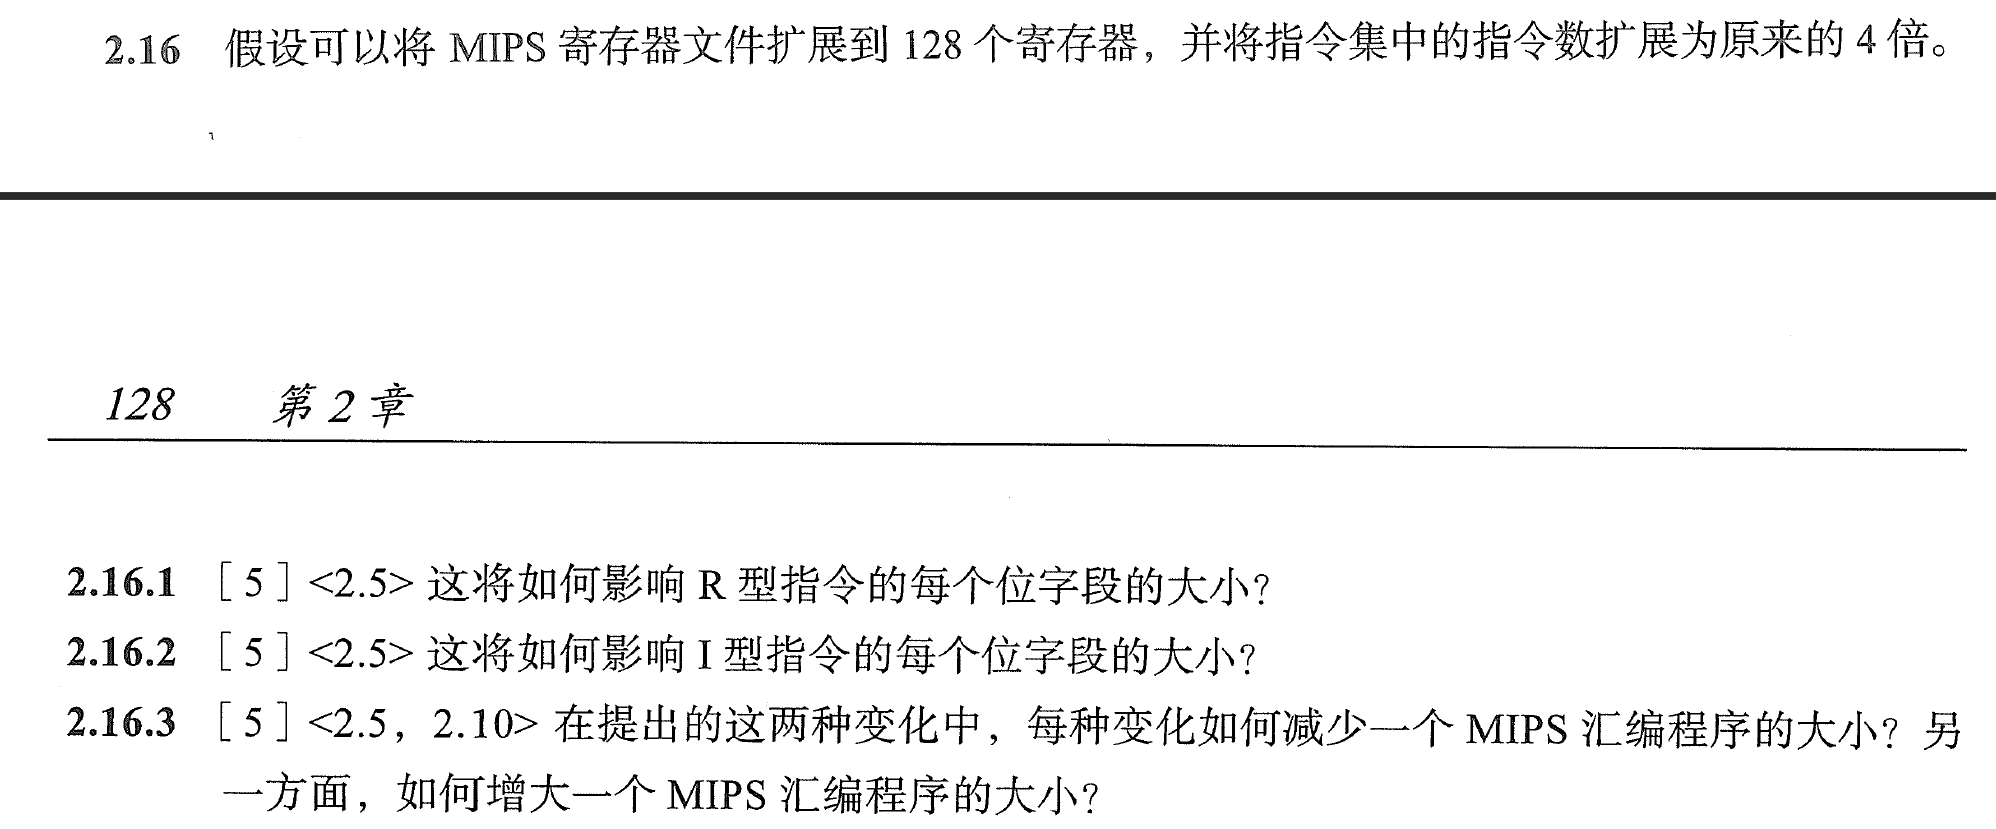 2.16 假设可以将 MIPS 寄存器文件扩展到 128 个寄存器，并将指令集中的指令数扩展为原来的 4 倍。
128 第 2 章
2.16.1 ［5］<2.5> 这将如何影响 R 型指令的每个位字段的大小？
2.16.2 ［5］<2.5> 这将如何影响 I 型指令的每个位字段的大小？
2.16.3 ［5］<2.5，2.10> 在提出的这两种变化中，每种变化如何减少一个 MIPS 汇编程序的大小？另
一方面，如何增大一个 MIPS 汇编程序的大小？